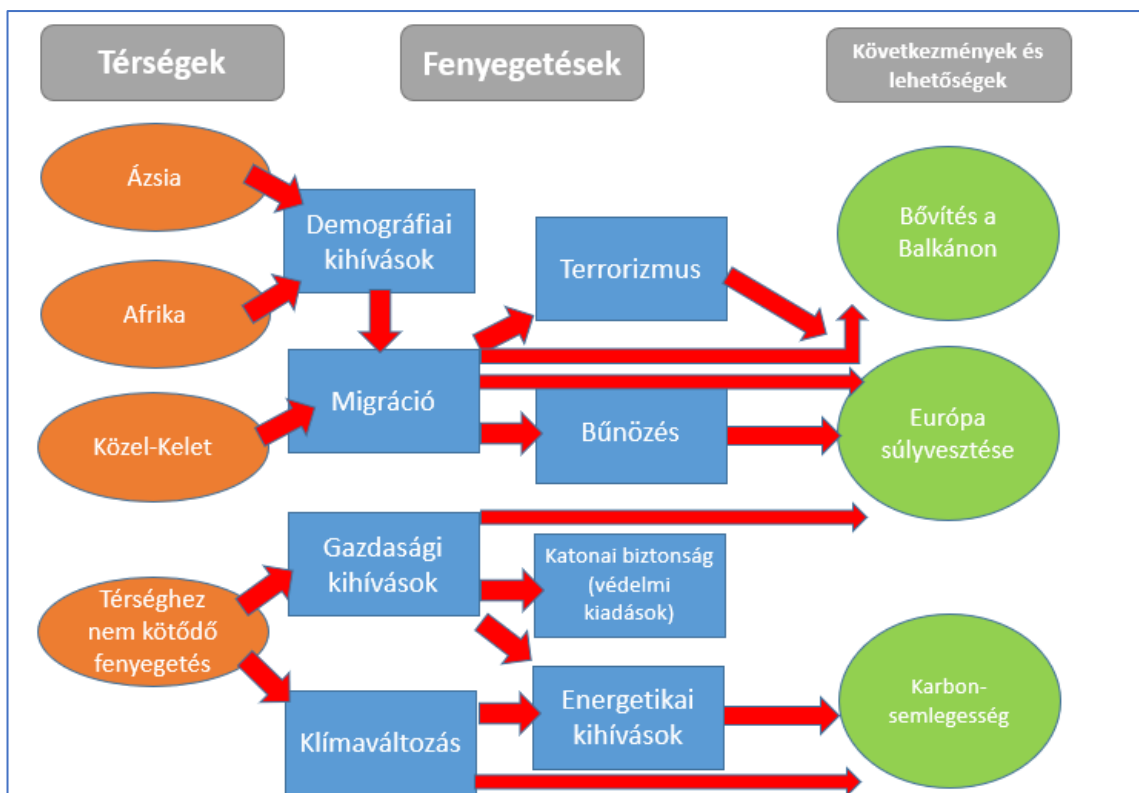 Térségek
Fenyegetések
Következmények és
lehetőségek
Ázsia
Afrika
Közel-Kelet
Térséghez
nem kötődő
fenyegetés
Demográfiai
kihívások
Migráció
Gazdasági
kihívások
Klímaváltozás
Terrorizmus
Bűnözés
Katonai biztonság
(védelmi
kiadások)
Energetikai
kihívások
Bővítés a
Balkánon
Európa
súlyvesztése
Karbon-
semlegesség